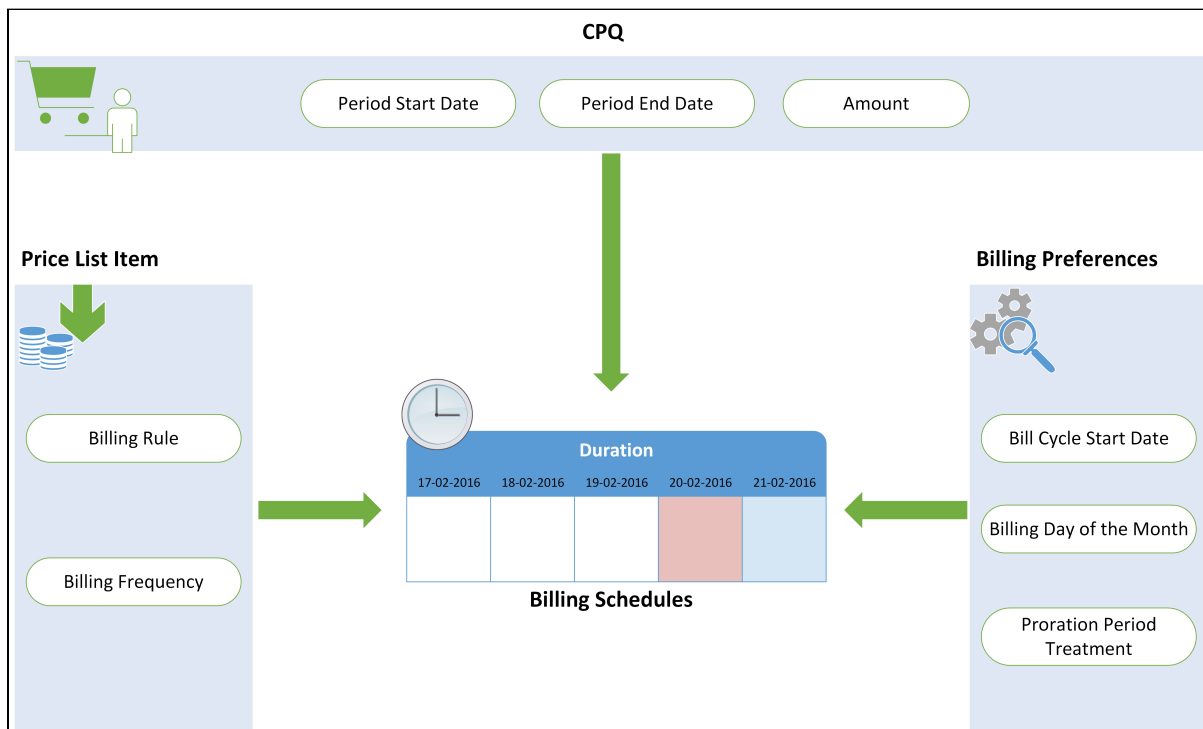 CPQ
Period Start Date
Period End Date
Amount
Price List Item
Billing Preferences
Billing Rule
Billing Frequency
Duration
17-02-2016 18-02-2016 19-02-2016 20-02-2016 21-02-2016
Billing Schedules
Bill Cycle Start Date
Billing Day of the Month
Proration Period
Treatment